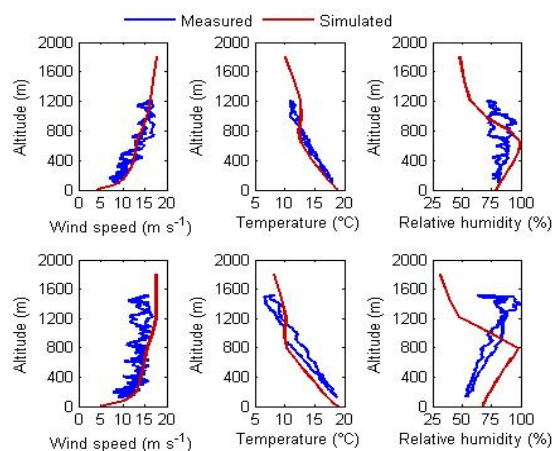 Measured Simulated
2000
1600
1200
800
400
0
Altitude (m)
0 5 10 15 20
Wind speed (m s⁻¹)
2000
1600
1200
800
400
0
Altitude (m)
5 10 15 20
Temperature (°C)
2000
1600
1200
800
400
0
Altitude (m)
25 50 75 100
Relative humidity (%)
2000
1600
1200
800
400
0
Altitude (m)
0 5 10 15 20
Wind speed (m s⁻¹)
2000
1600
1200
800
400
0
Altitude (m)
5 10 15 20
Temperature (°C)
2000
1600
1200
800
400
0
Altitude (m)
25 50 75 100
Relative humidity (%)